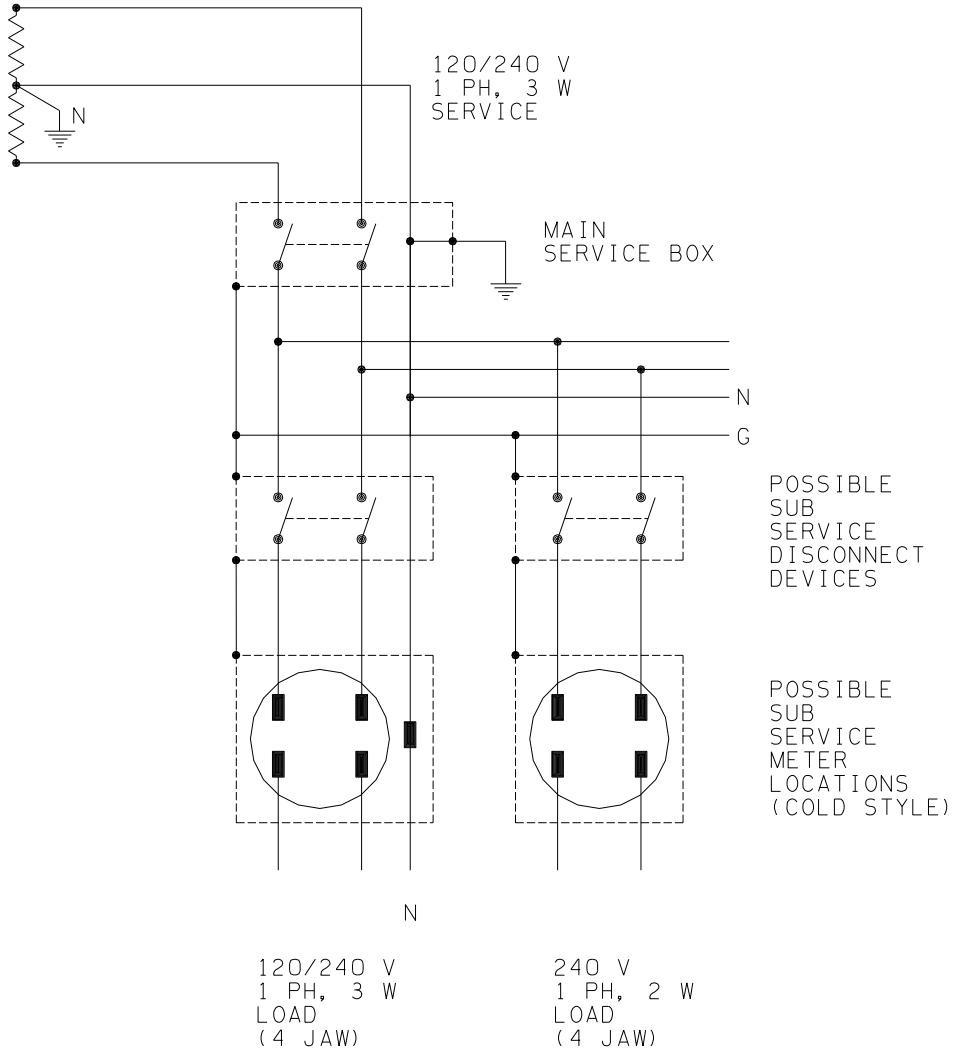 120/240 V
1 PH, 3 W
SERVICE
N
MAIN
SERVICE BOX
N
G
POSSIBLE
SUB
SERVICE
DISCONNECT
DEVICES
POSSIBLE
SUB
SERVICE
METER
LOCATIONS
(COLD STYLE)
N
120/240 V
1 PH, 3 W
LOAD
(4 JAW)
240 V
1 PH, 2 W
LOAD
(4 JAW)